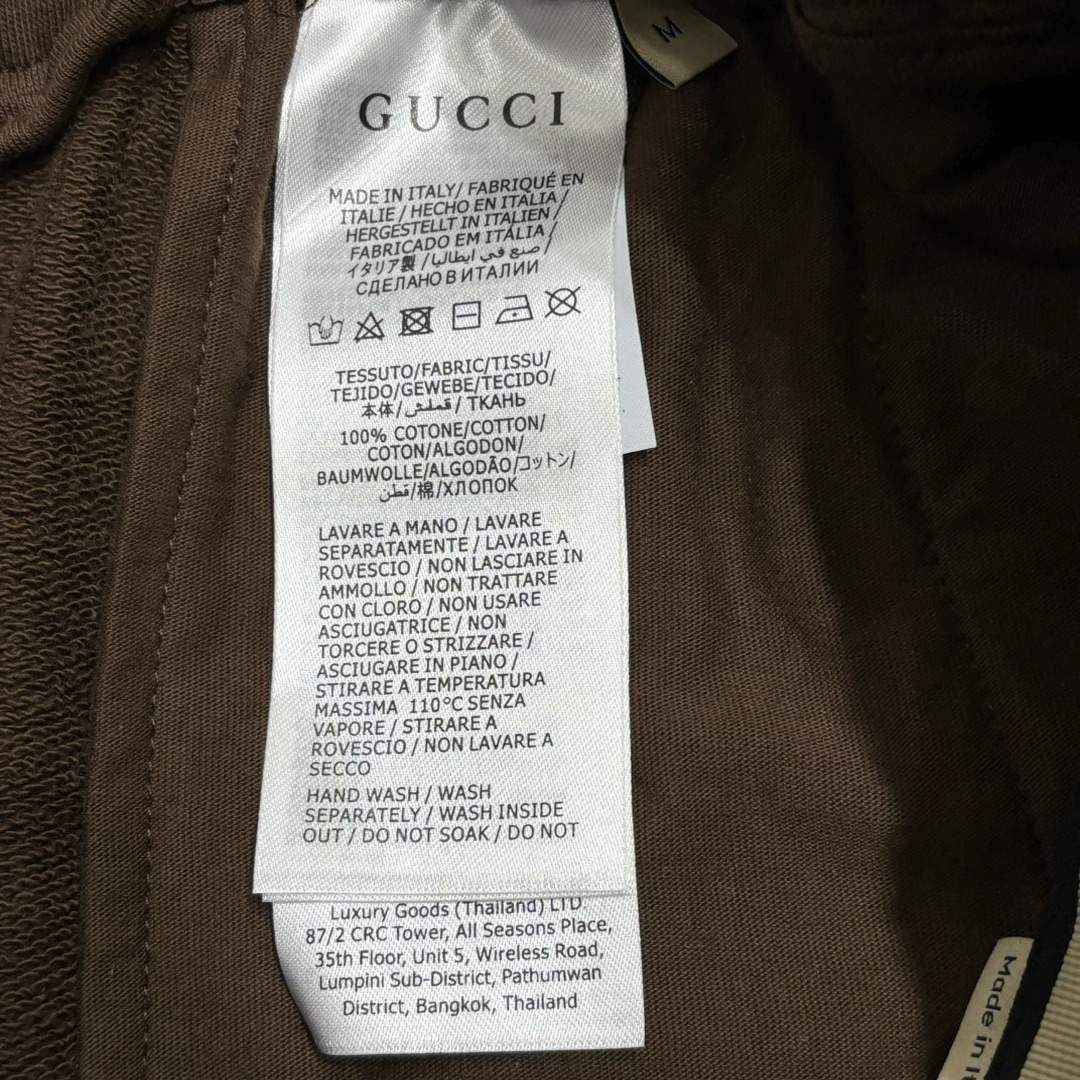 M
GUCCI
MADE IN ITALY/ FABRIQUÉ EN
ITALIE / HECHO EN ITALIA /
HERGESTELLT IN ITALIEN /
FABRICADO EM ITÁLIA /
イタリア製 / صنع في ايطاليا /
СДЕЛАНО В ИТАЛИИ
TESSUTO/FABRIC/TISSU/
TEJIDO/GEWEBE/TECIDO/
本体/قملش/ ТКАНЬ
100% COTONE/COTTON/
COTON/ALGODON/
BAUMWOLLE/ALGODÃO/コットン/
قطن/棉/ХЛОПОК
LAVARE A MANO / LAVARE
SEPARATAMENTE / LAVARE A
ROVESCIO / NON LASCIARE IN
AMMOLLO / NON TRATTARE
CON CLORO / NON USARE
ASCIUGATRICE / NON
TORCERE O STRIZZARE /
ASCIUGARE IN PIANO /
STIRARE A TEMPERATURA
MASSIMA 110°C SENZA
VAPORE / STIRARE A
ROVESCIO / NON LAVARE A
SECCO
HAND WASH / WASH
SEPARATELY / WASH INSIDE
OUT / DO NOT SOAK / DO NOT
Luxury Goods (Thailand) LTD.
87/2 CRC Tower, All Seasons Place,
35th Floor, Unit 5, Wireless Road,
Lumpini Sub-District, Pathumwan
District, Bangkok, Thailand
Made in